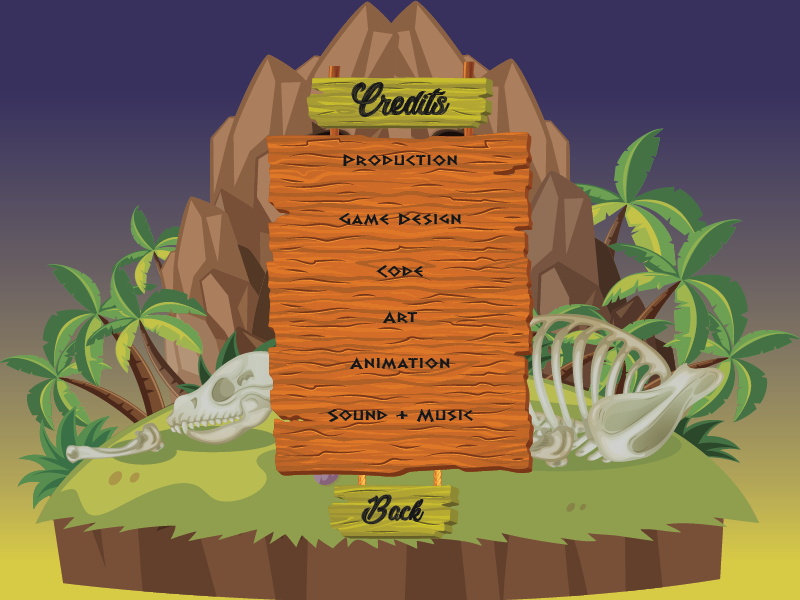 Credits
PRODUCTION
GAME DESIGN
CODE
ART
ANIMATION
SOUND + MUSIC
Back